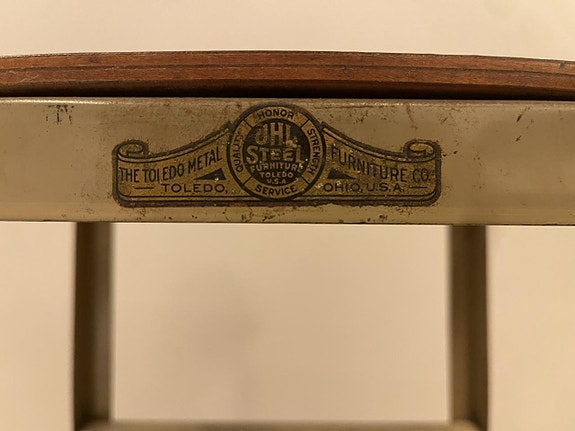 THE TOLEDO METAL
TOLEDO,
HONOR
QUALITY
STRENGTH
SERVICE
UHL
STEEL
FURNITURE
TOLEDO
U.S.A
FURNITURE CO.
OHIO, U.S.A.